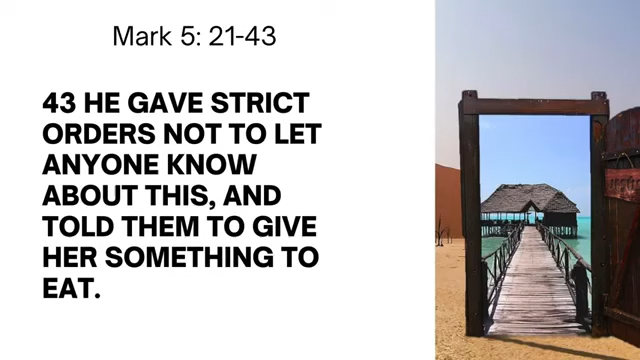 Mark 5: 21-43
43 HE GAVE STRICT
ORDERS NOT TO LET
ANYONE KNOW
ABOUT THIS, AND
TOLD THEM TO GIVE
HER SOMETHING TO
EAT.